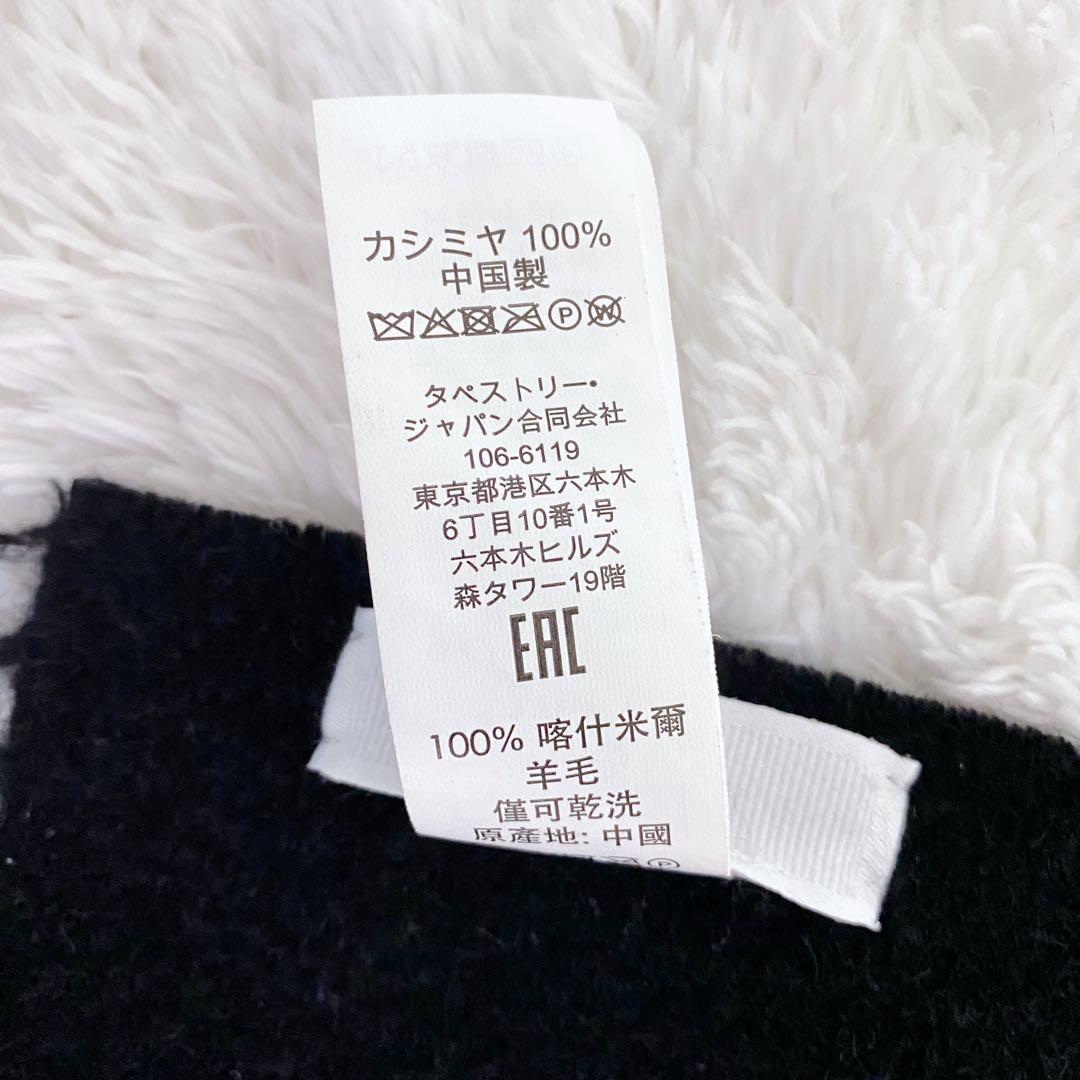 カシミヤ 100%
中国製
P W
タペストリー・
ジャパン合同会社
106-6119
東京都港区六本木
6丁目10番1号
六本木ヒルズ
森タワー19階
EAC
100% 喀什米爾
羊毛
僅可乾洗
原產地: 中國
P